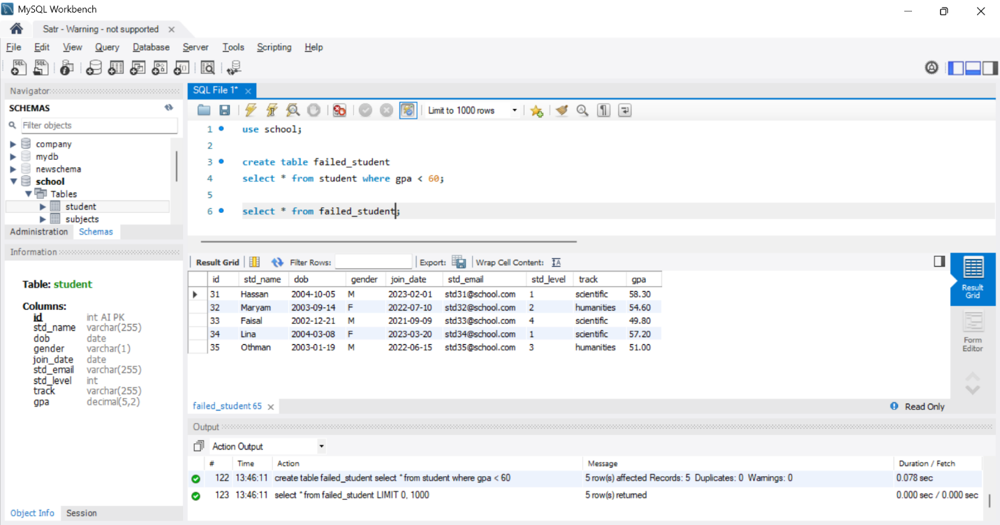 MySQL Workbench
Satr - Warning - not supported
File Edit View Query Database Server Tools Scripting Help
Navigator
SCHEMAS
Filter objects
company
mydb
newschema
school
Tables
student
subjects
Administration Schemas
Information
Table: student
Columns:
id int AI PK
std_name varchar(255)
dob date
gender varchar(1)
join_date date
std_email varchar(255)
std_level int
track varchar(255)
gpa decimal(5,2)
Object Info Session
SQL File 1*
Limit to 1000 rows
1 use school;
2
3 create table failed_student
4 select * from student where gpa < 60;
5
6 select * from failed_student;
Result Grid Filter Rows: Export: Wrap Cell Content:
id std_name dob gender join_date std_email std_level track gpa
31 Hassan 2004-10-05 M 2023-02-01 std31@school.com 1 scientific 58.30
32 Maryam 2003-09-14 F 2022-07-10 std32@school.com 2 humanities 54.60
33 Faisal 2002-12-21 M 2021-09-09 std33@school.com 4 scientific 49.80
34 Lina 2004-03-08 F 2023-03-20 std34@school.com 1 scientific 57.20
35 Othman 2003-01-19 M 2022-06-15 std35@school.com 3 humanities 51.00
Result
Grid
Form
Editor
failed_student 65
Read Only
Output
Action Output
# Time Action Message Duration / Fetch
122 13:46:11 create table failed_student select * from student where gpa < 60 5 row(s) affected Records: 5 Duplicates: 0 Warnings: 0 0.078 sec
123 13:46:11 select * from failed_student LIMIT 0, 1000 5 row(s) returned 0.000 sec / 0.000 sec